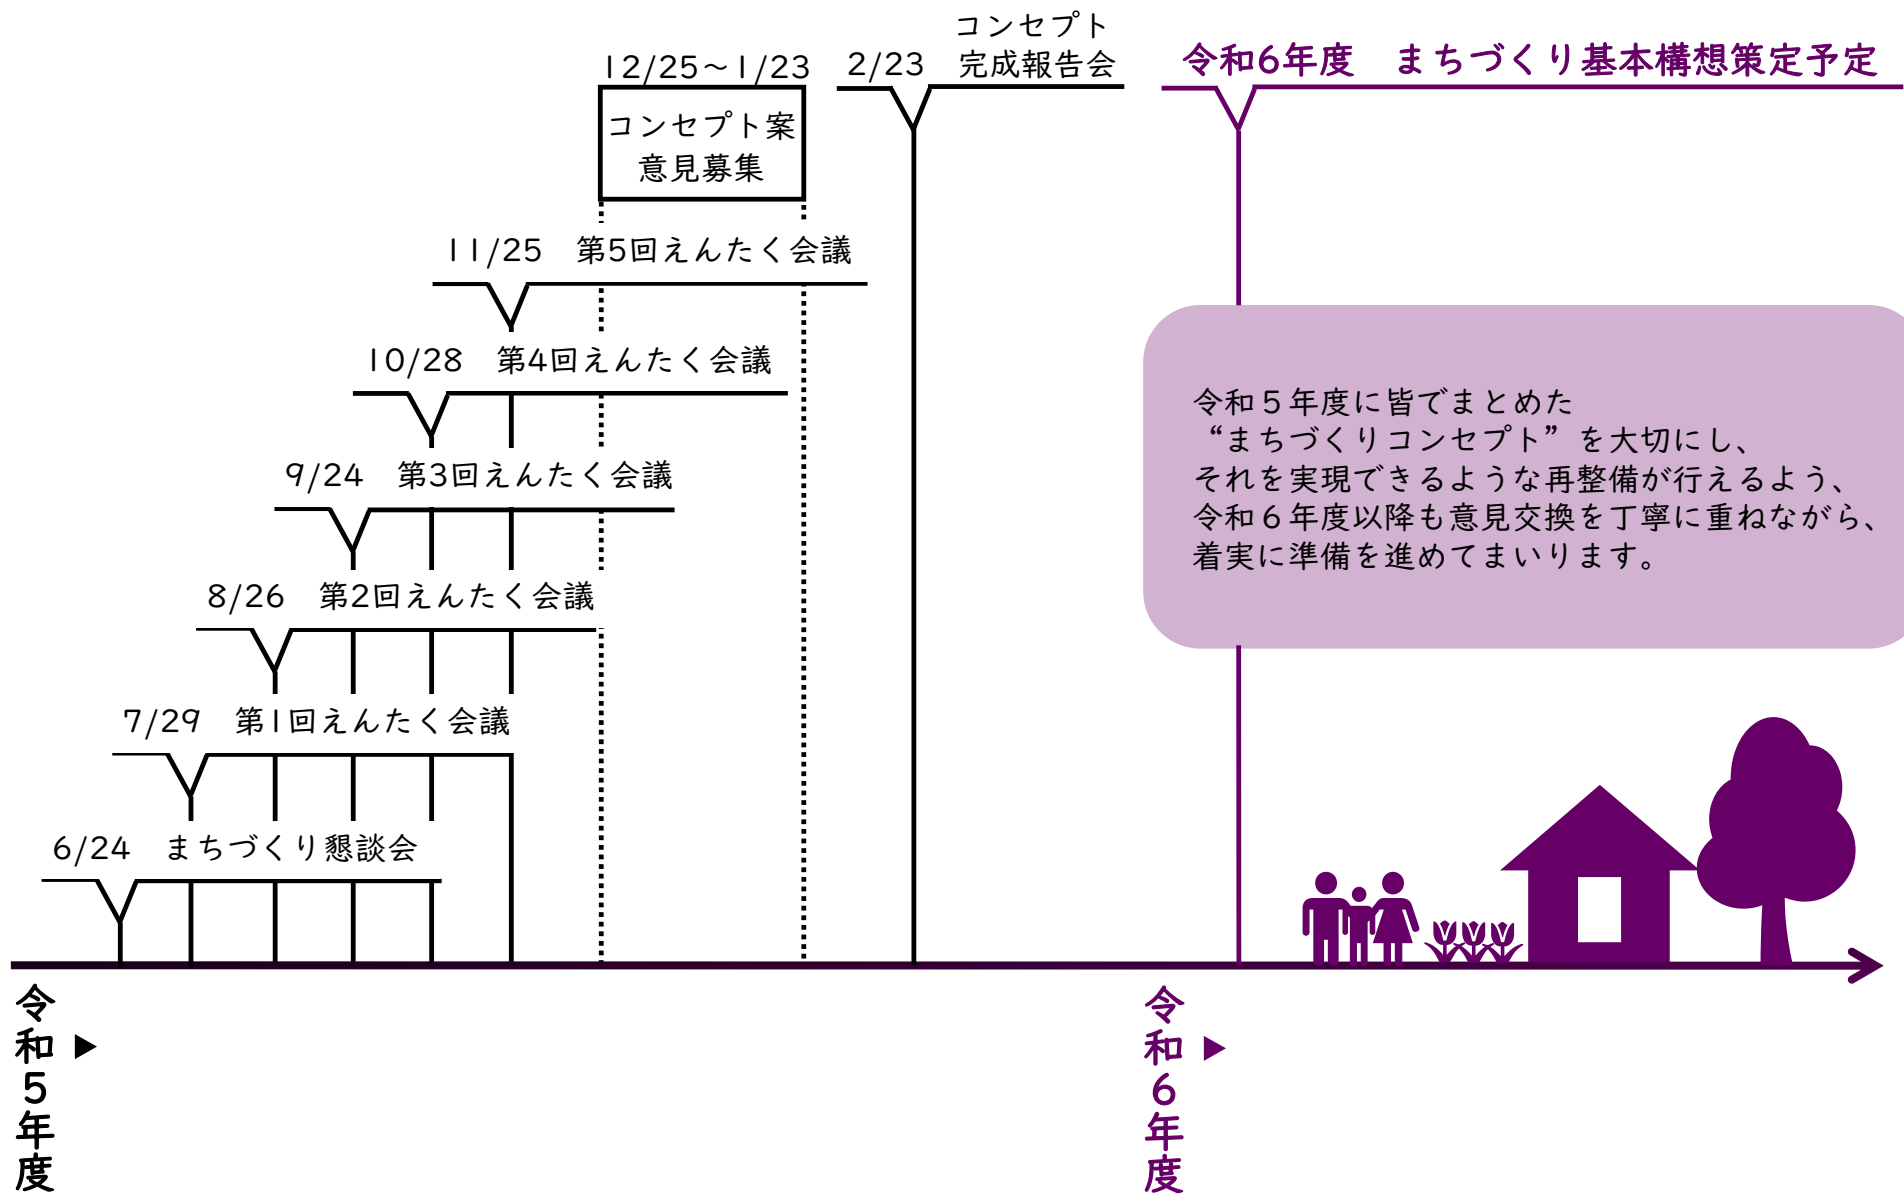 コンセプト
完成報告会
12/25～1/23
2/23
令和6年度　まちづくり基本構想策定予定
コンセプト案
意見募集
11/25　第5回えんたく会議
10/28　第4回えんたく会議
9/24　第3回えんたく会議
8/26　第2回えんたく会議
7/29　第1回えんたく会議
6/24　まちづくり懇談会
令和５年度に皆でまとめた
“まちづくりコンセプト”を大切にし、
それを実現できるような再整備が行えるよう、
令和６年度以降も意見交換を丁寧に重ねながら、
着実に準備を進めてまいります。
令和５年度▶
令和６年度▶